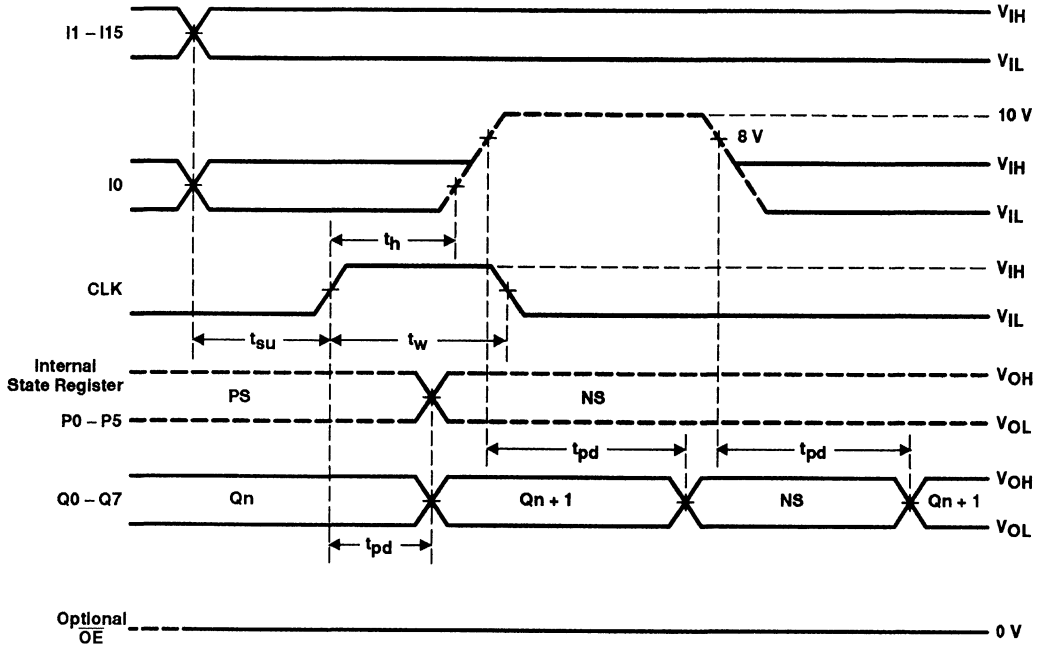 I1 – I15
VIH
VIL
10 V
8 V
I0
VIH
VIL
th
CLK
VIH
VIL
tsu
tw
Internal
State Register
PS
NS
VOH
P0 – P5
VOL
tpd
tpd
Q0 – Q7
Qn
Qn + 1
NS
Qn + 1
VOH
VOL
tpd
Optional
OE
0 V